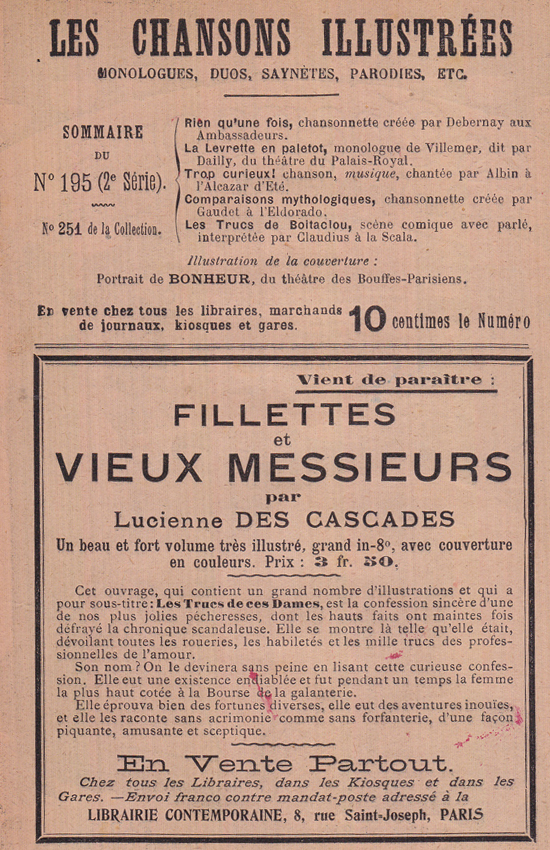 LES CHANSONS ILLUSTRÉES
MONOLOGUES, DUOS, SAYNÈTES, PARODIES, ETC.
SOMMAIRE
DU
Nº 195 (2e Série).
Nº 251 de la Collection.
Rien qu'une fois, chansonnette créée par Debernay aux
Ambassadeurs.
La Levrette en paletot, monologue de Villemer, dit par
Dailly, du théâtre du Palais-Royal.
Trop curieux! chanson, musique, chantée par Albin à
l'Alcazar d'Eté.
Comparaisons mythologiques, chansonnette créée par
Gaudet à l'Eldorado.
Les Trucs de Boitaclou, scène comique avec parlé,
interprétée par Claudius à la Scala.
Illustration de la couverture :
Portrait de BONHEUR, du théâtre des Bouffes-Parisiens.
En vente chez tous les libraires, marchands
de journaux, kiosques et gares.
10 centimes le Numéro
Vient de paraître :
FILLETTES
et
VIEUX MESSIEURS
par
Lucienne DES CASCADES
Un beau et fort volume très illustré, grand in-8º, avec couverture
en couleurs. Prix : 3 fr. 50.
Cet ouvrage, qui contient un grand nombre d'illustrations et qui a
pour sous-titre : Les Trucs de ces Dames, est la confession sincère d'une
de nos plus jolies pécheresses, dont les hauts faits ont maintes fois
défrayé la chronique scandaleuse. Elle se montre là telle qu'elle était,
dévoilant toutes les roueries, les habiletés et les mille trucs des profes-
sionnelles de l'amour.
Son nom? On le devinera sans peine en lisant cette curieuse confes-
sion. Elle eut une existence endiablée et fut pendant un temps la femme
la plus haut cotée à la Bourse de la galanterie.
Elle éprouva bien des fortunes diverses, elle eut des aventures inouïes,
et elle les raconte sans acrimonie comme sans forfanterie, d'une façon
piquante, amusante et sceptique.
En Vente Partout.
Chez tous les Libraires, dans les Kiosques et dans les
Gares. —Envoi franco contre mandat-poste adressé à la
LIBRAIRIE CONTEMPORAINE, 8, rue Saint-Joseph, PARIS